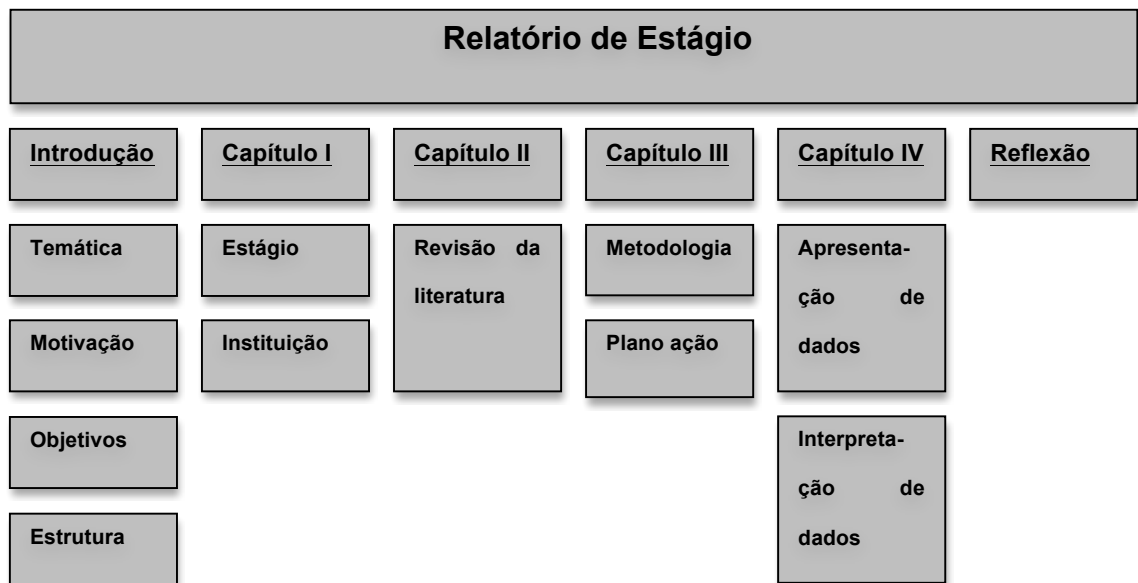 Relatório de Estágio
Introdução
Capítulo I
Capítulo II
Capítulo III
Capítulo IV
Reflexão
Temática
Estágio
Revisão da
literatura
Metodologia
Apresenta-
ção de
dados
Motivação
Instituição
Plano ação
Objetivos
Interpreta-
ção de
dados
Estrutura